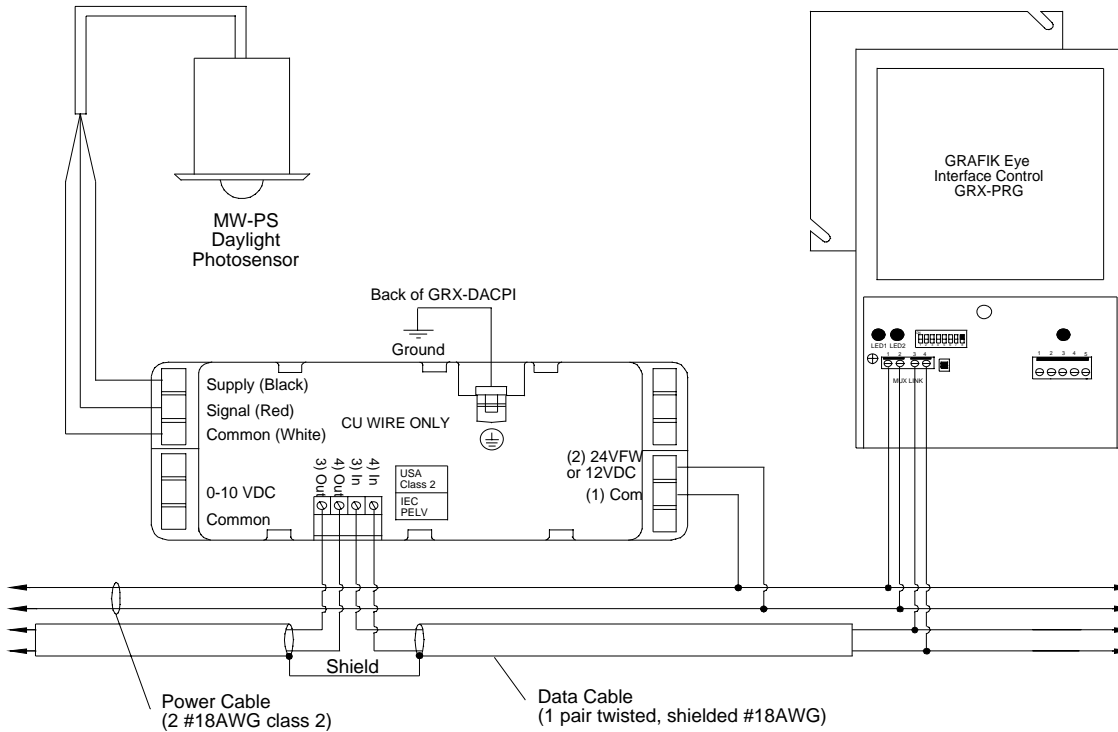 MW-PS
Daylight
Photosensor
GRAFIK Eye
Interface Control
GRX-PRG
Back of GRX-DACPI
Ground
LED1 LED2
1 2 3 4
MUX LINK
1 2 3 4 5
Supply (Black)
Signal (Red)
Common (White)
CU WIRE ONLY
0-10 VDC
Common
3) Out
4) Out
3) In
4) In
USA
Class 2
IEC
PELV
(2) 24VFW
or 12VDC
(1) Com
Shield
Power Cable
(2 #18AWG class 2)
Data Cable
(1 pair twisted, shielded #18AWG)